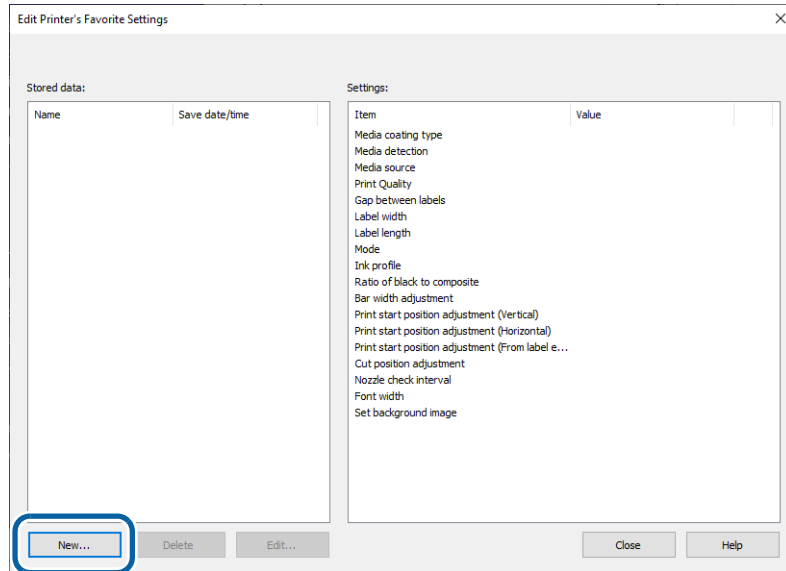 Edit Printer's Favorite Settings
Stored data:
Settings:
Name Save date/time
Item Value
Media coating type
Media detection
Media source
Print Quality
Gap between labels
Label width
Label length
Mode
Ink profile
Ratio of black to composite
Bar width adjustment
Print start position adjustment (Vertical)
Print start position adjustment (Horizontal)
Print start position adjustment (From label e...
Cut position adjustment
Nozzle check interval
Font width
Set background image
New... Delete Edit... Close Help